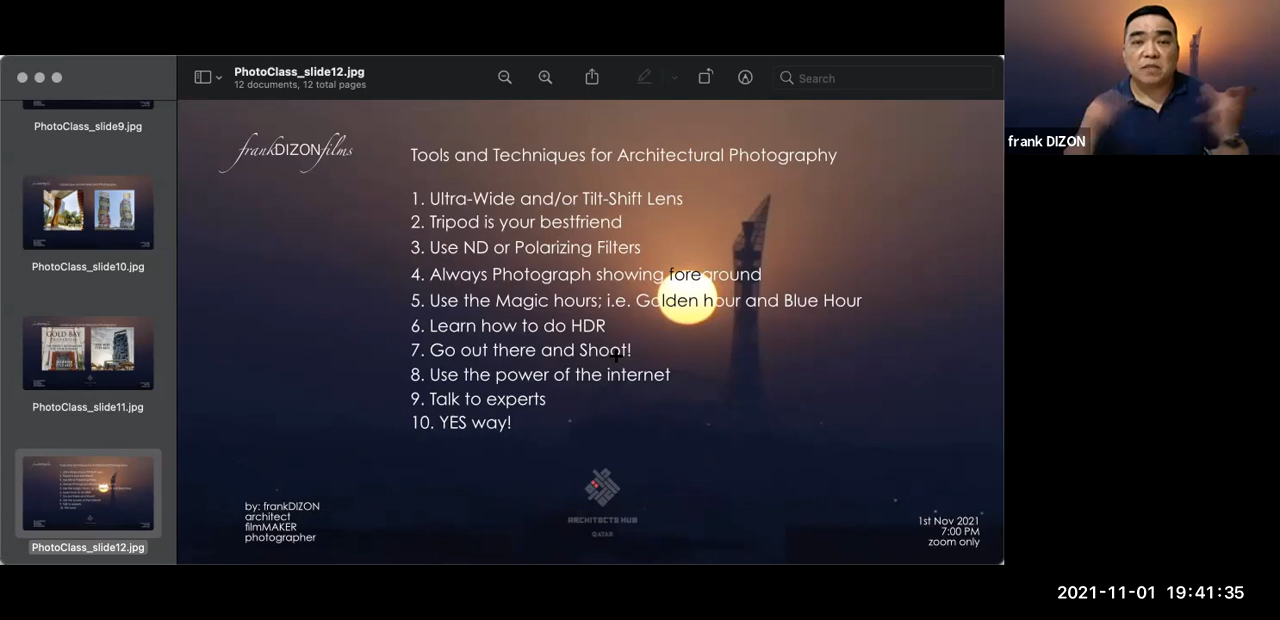 PhotoClass_slide12.jpg
12 documents, 12 total pages
Search
PhotoClass_slide9.jpg
PhotoClass_slide10.jpg
GOLD BAY
PhotoClass_slide11.jpg
PhotoClass_slide12.jpg
frankDIZONfilms
Tools and Techniques for Architectural Photography
1. Ultra-Wide and/or Tilt-Shift Lens
2. Tripod is your bestfriend
3. Use ND or Polarizing Filters
4. Always Photograph showing foreground
5. Use the Magic hours; i.e. Golden hour and Blue Hour
6. Learn how to do HDR
7. Go out there and Shoot!
8. Use the power of the internet
9. Talk to experts
10. YES way!
by: frankDIZON
architect
filmMAKER
photographer
ARCHITECTS HUB
QATAR
1st Nov 2021
7:00 PM
zoom only
frank DIZON
2021-11-01 19:41:35